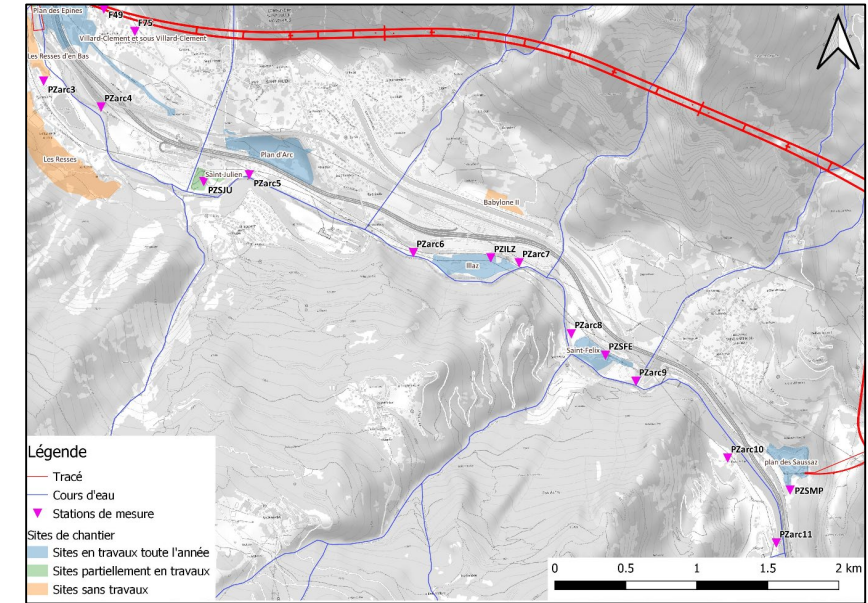 Plan des Epines
F49
F75
Villard-Clement et sous Villard-Clement
Les Resses d'en Bas
PZarc3
PZarc4
Les Resses
Plan d'Arc
Saint-Julien
PZSJU
PZarc5
Babylone II
PZarc6
PZILZ
PZarc7
Illaz
PZarc8
Saint-Felix
PZSFE
PZarc9
PZarc10
plan des Saussaz
PZSMP
PZarc11
Légende
Tracé
Cours d'eau
Stations de mesure
Sites de chantier
Sites en travaux toute l'année
Sites partiellement en travaux
Sites sans travaux
0 0.5 1 1.5 2 km